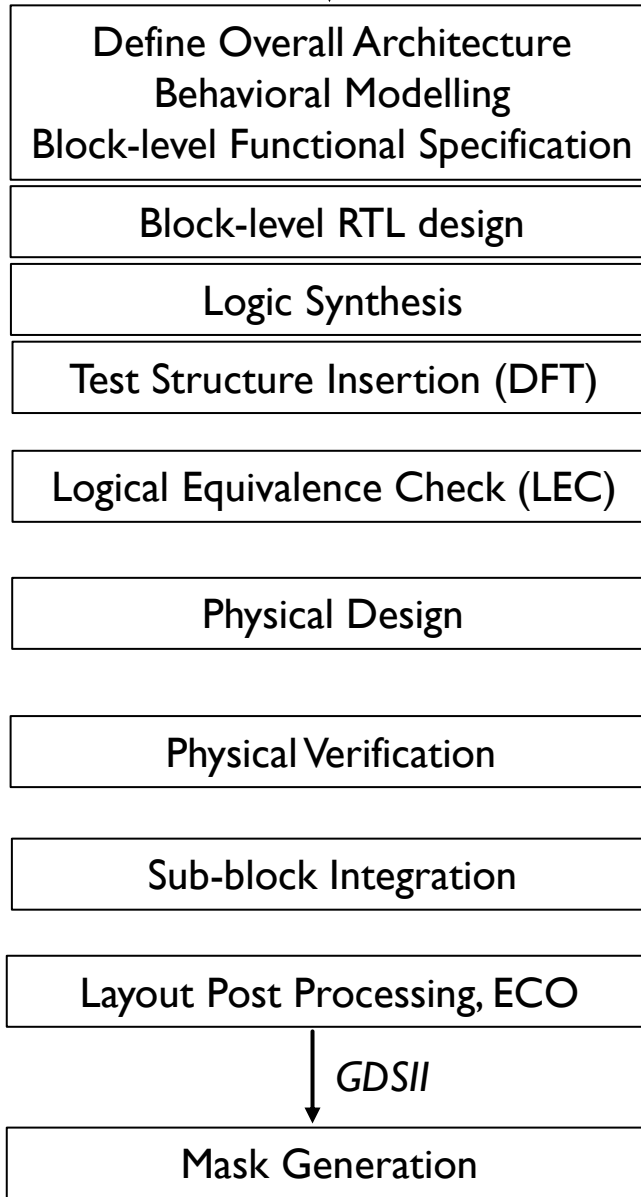 Define Overall Architecture
Behavioral Modelling
Block-level Functional Specification
Block-level RTL design
Logic Synthesis
Test Structure Insertion (DFT)
Logical Equivalence Check (LEC)
Physical Design
Physical Verification
Sub-block Integration
Layout Post Processing, ECO
GDSII
Mask Generation